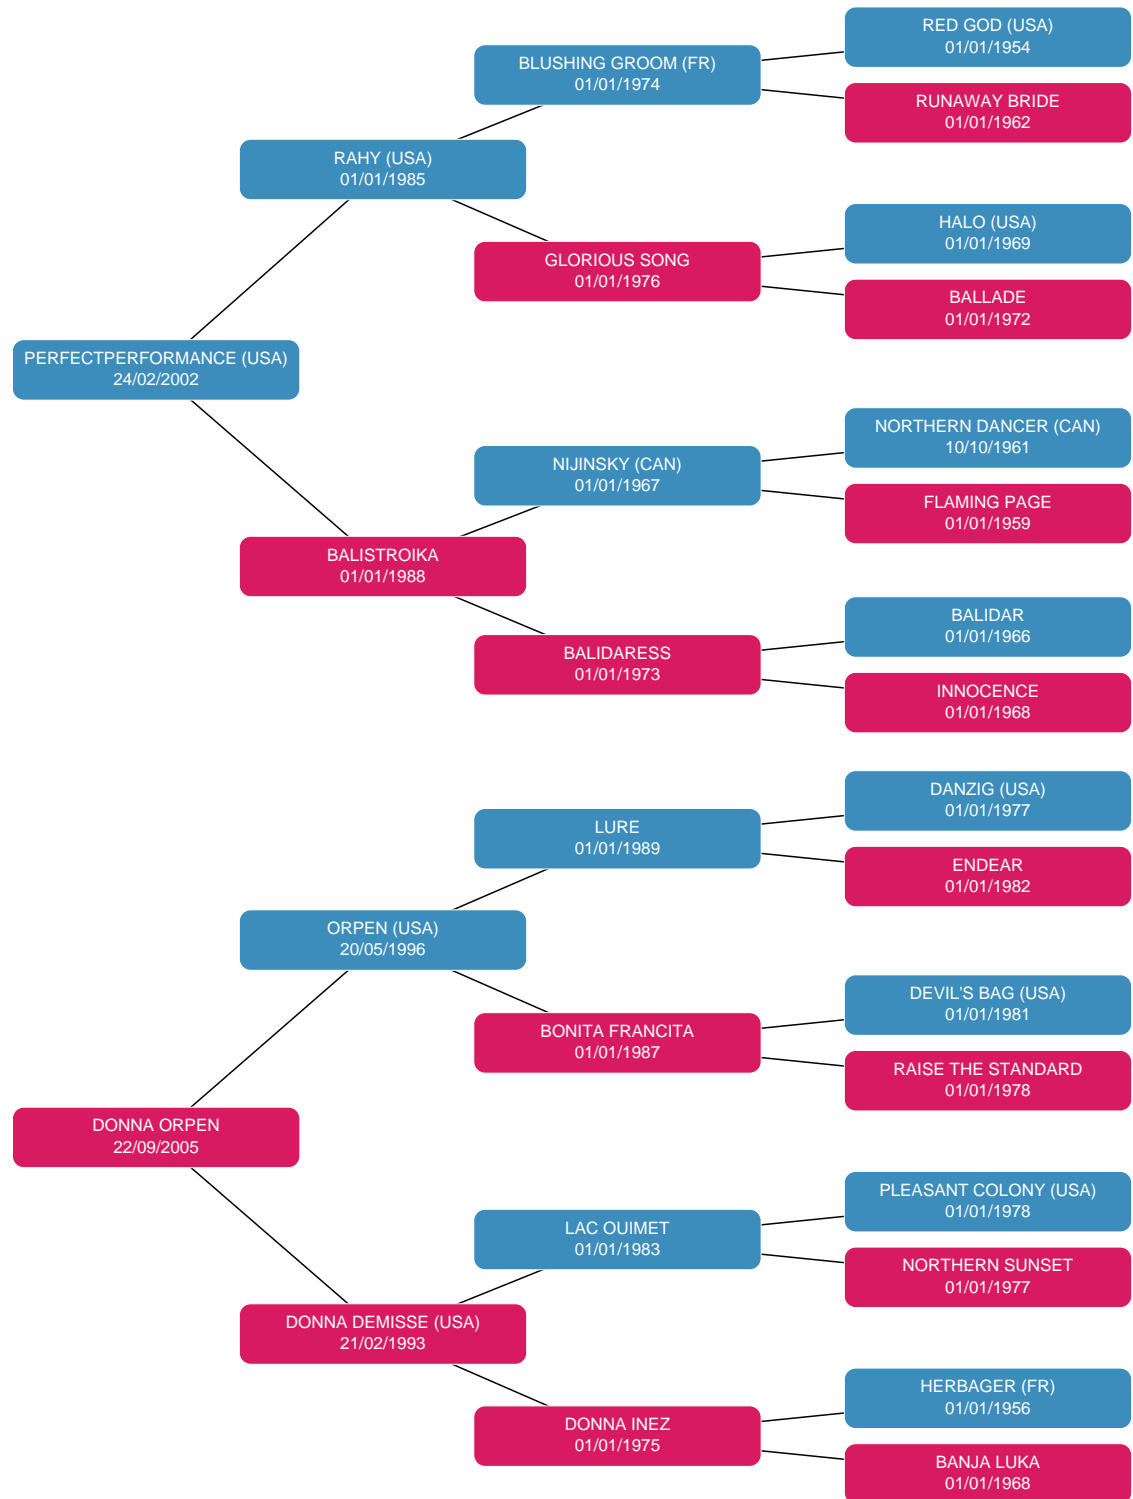 RED GOD (USA)
01/01/1954
BLUSHING GROOM (FR)
01/01/1974
RUNAWAY BRIDE
01/01/1962
RAHY (USA)
01/01/1985
HALO (USA)
01/01/1969
GLORIOUS SONG
01/01/1976
BALLADE
01/01/1972
PERFECTPERFORMANCE (USA)
24/02/2002
NORTHERN DANCER (CAN)
10/10/1961
NIJINSKY (CAN)
01/01/1967
FLAMING PAGE
01/01/1959
BALISTROIKA
01/01/1988
BALIDAR
01/01/1966
BALIDARESS
01/01/1973
INNOCENCE
01/01/1968
DANZIG (USA)
01/01/1977
LURE
01/01/1989
ENDEAR
01/01/1982
ORPEN (USA)
20/05/1996
DEVIL'S BAG (USA)
01/01/1981
BONITA FRANCITA
01/01/1987
RAISE THE STANDARD
01/01/1978
DONNA ORPEN
22/09/2005
PLEASANT COLONY (USA)
01/01/1978
LAC OUIMET
01/01/1983
NORTHERN SUNSET
01/01/1977
DONNA DEMISSE (USA)
21/02/1993
HERBAGER (FR)
01/01/1956
DONNA INEZ
01/01/1975
BANJA LUKA
01/01/1968